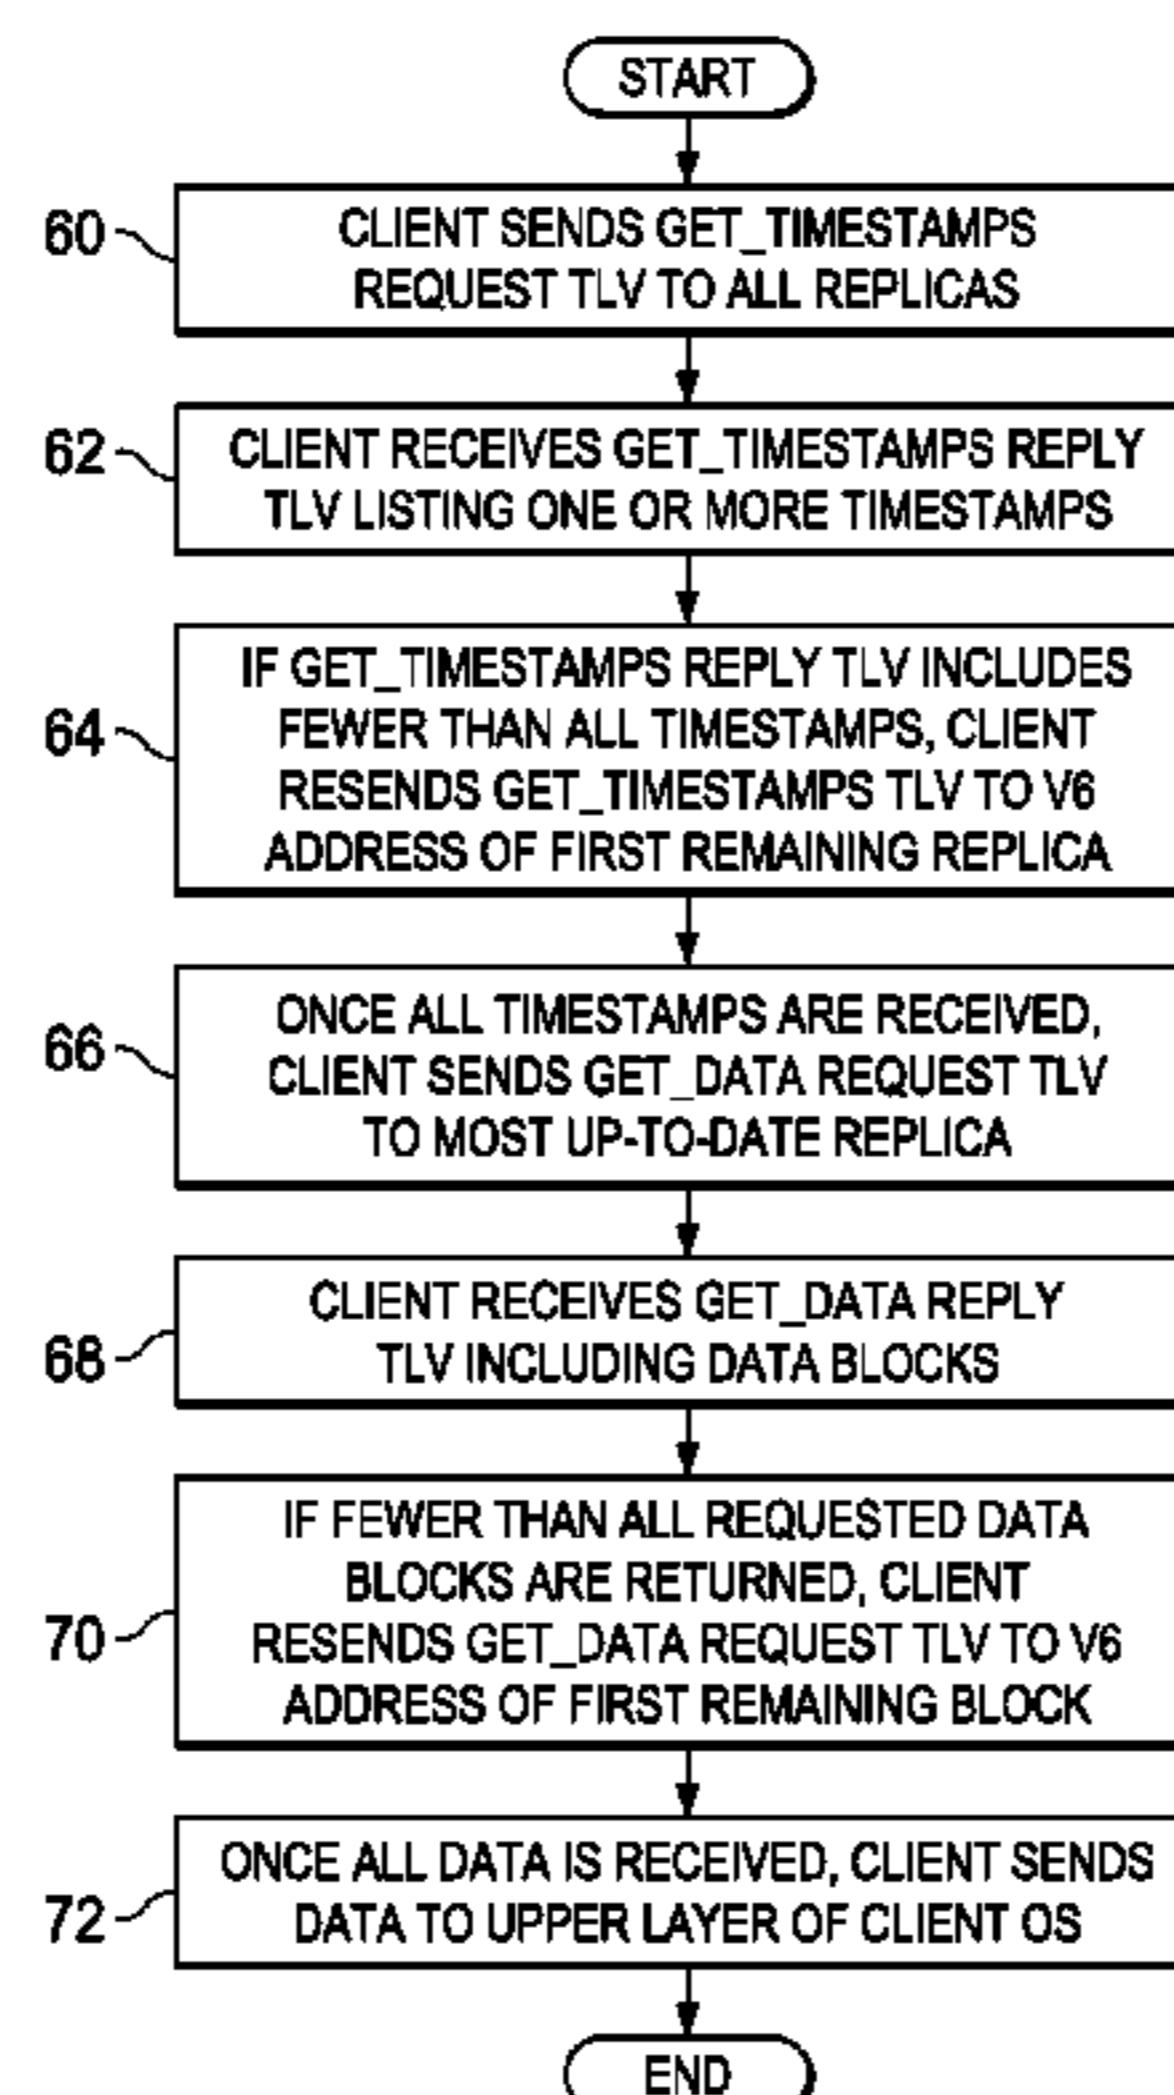 START
60
CLIENT SENDS GET_TIMESTAMPS
REQUEST TLV TO ALL REPLICAS
62
CLIENT RECEIVES GET_TIMESTAMPS REPLY
TLV LISTING ONE OR MORE TIMESTAMPS
64
IF GET_TIMESTAMPS REPLY TLV INCLUDES
FEWER THAN ALL TIMESTAMPS, CLIENT
RESENDS GET_TIMESTAMPS TLV TO V6
ADDRESS OF FIRST REMAINING REPLICA
66
ONCE ALL TIMESTAMPS ARE RECEIVED,
CLIENT SENDS GET_DATA REQUEST TLV
TO MOST UP-TO-DATE REPLICA
68
CLIENT RECEIVES GET_DATA REPLY
TLV INCLUDING DATA BLOCKS
70
IF FEWER THAN ALL REQUESTED DATA
BLOCKS ARE RETURNED, CLIENT
RESENDS GET_DATA REQUEST TLV TO V6
ADDRESS OF FIRST REMAINING BLOCK
72
ONCE ALL DATA IS RECEIVED, CLIENT SENDS
DATA TO UPPER LAYER OF CLIENT OS
END